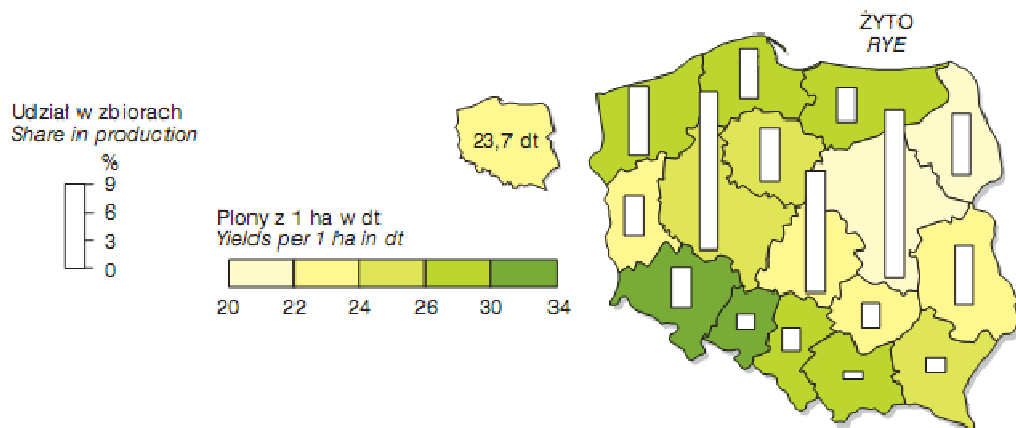 ŻYTO
RYE
Udział w zbiorach
Share in production
%
9
6
3
0
23,7 dt
Plony z 1 ha w dt
Yields per 1 ha in dt
20 22 24 26 30 34